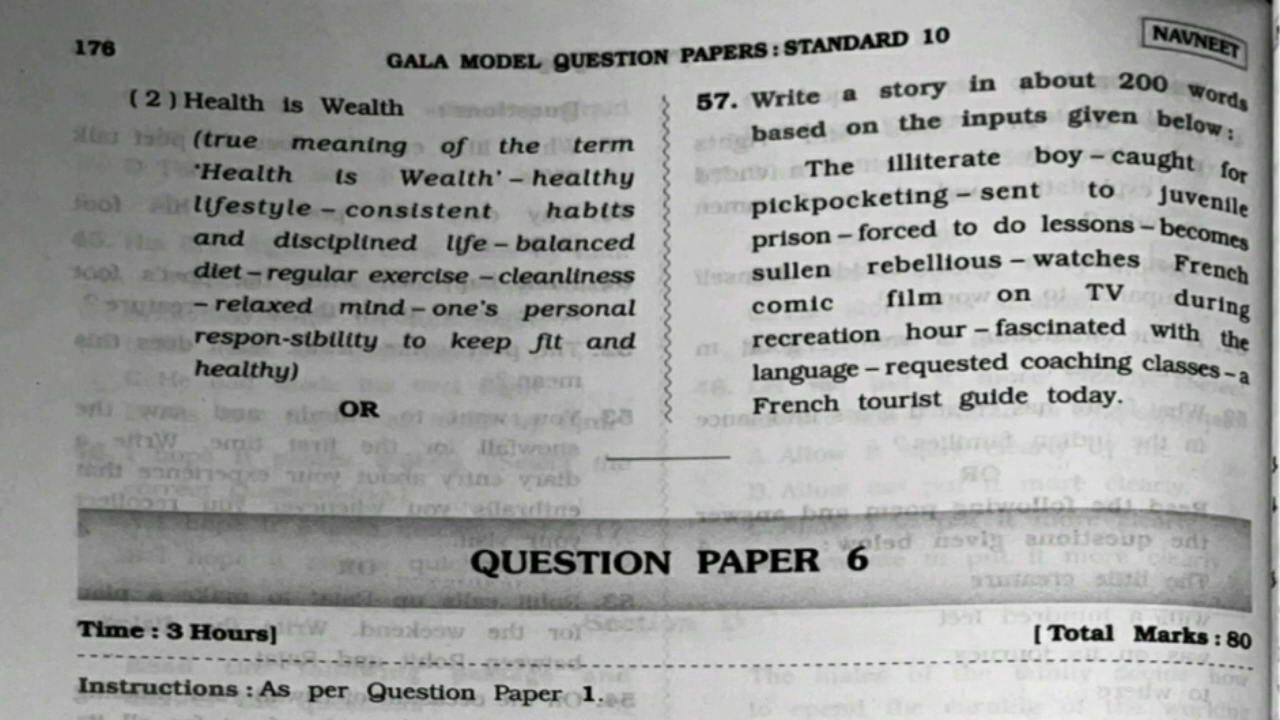 176
GALA MODEL QUESTION PAPERS : STANDARD 10
NAVNEET
( 2 ) Health is Wealth
(true meaning of the term
'Health is Wealth' – healthy
lifestyle – consistent habits
and disciplined life – balanced
diet – regular exercise – cleanliness
– relaxed mind – one's personal
respon-sibility to keep fit and
healthy)
OR
57. Write a story in about 200 words
based on the inputs given below :
The illiterate boy – caught for
pickpocketing – sent to juvenile
prison – forced to do lessons – becomes
sullen rebellious – watches French
comic film on TV during
recreation hour – fascinated with the
language – requested coaching classes – a
French tourist guide today.
QUESTION PAPER 6
Time : 3 Hours]
[ Total Marks : 80
Instructions : As per Question Paper 1.